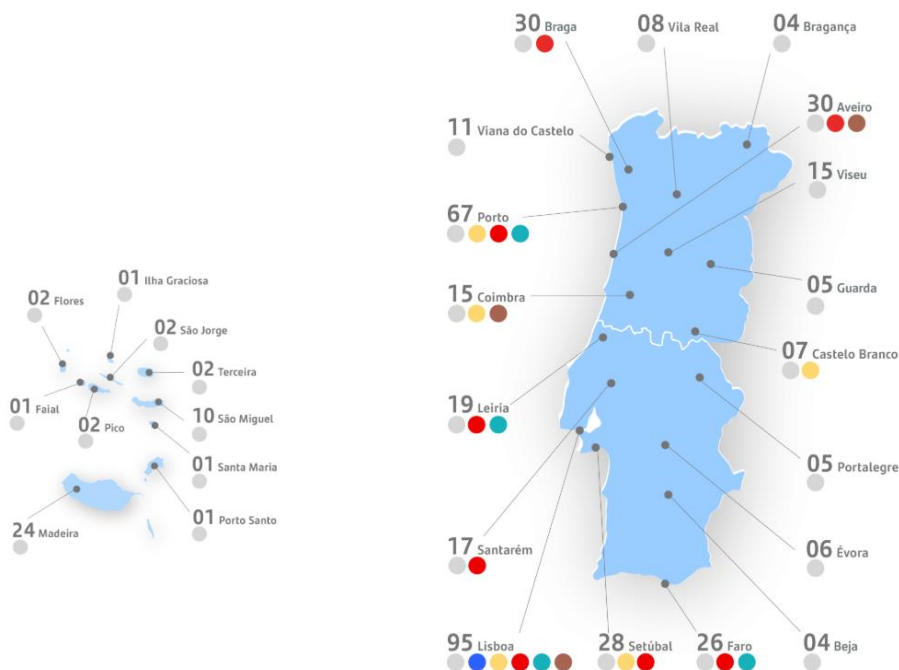 30 Braga
08 Vila Real
04 Bragança
30 Aveiro
11 Viana do Castelo
15 Viseu
67 Porto
01 Ilha Graciosa
02 Flores
05 Guarda
15 Coimbra
02 São Jorge
07 Castelo Branco
02 Terceira
01 Faial
02 Pico
10 São Miguel
19 Leiria
01 Santa Maria
05 Portalegre
01 Porto Santo
24 Madeira
17 Santarém
06 Évora
95 Lisboa
28 Setúbal
26 Faro
04 Beja